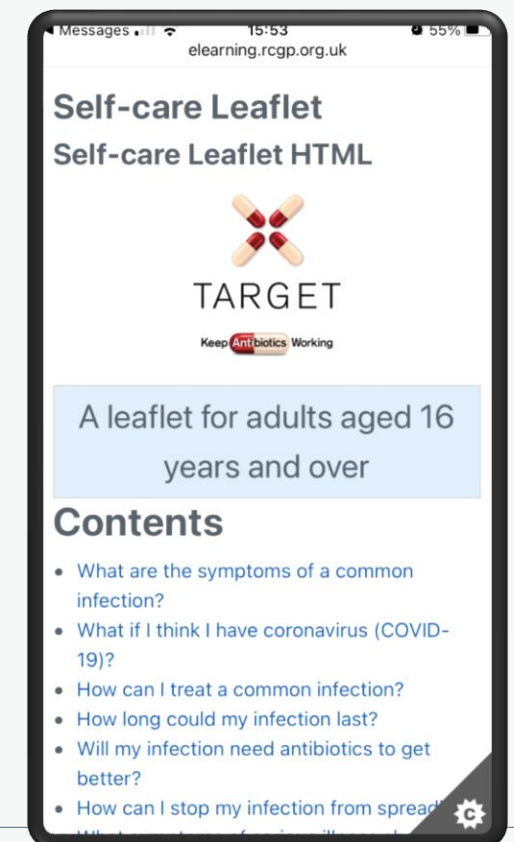 Messages 15:53 55%
elearning.rcgp.org.uk
Self-care Leaflet
Self-care Leaflet HTML
TARGET
Keep Antibiotics Working
A leaflet for adults aged 16
years and over
Contents
What are the symptoms of a common
infection?
What if I think I have coronavirus (COVID-
19)?
How can I treat a common infection?
How long could my infection last?
Will my infection need antibiotics to get
better?
How can I stop my infection from spread